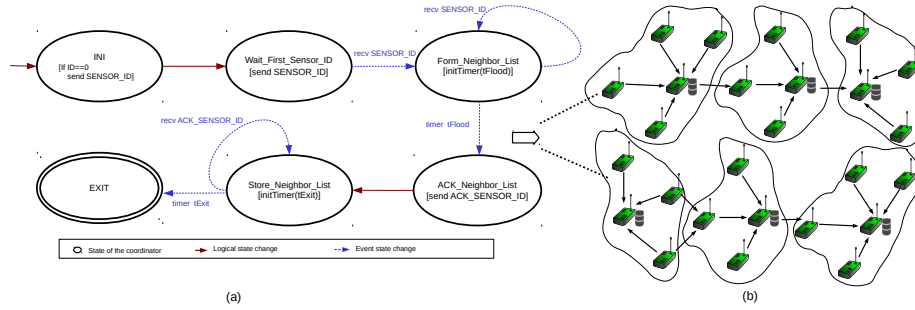 recv SENSOR_ID
INI
[If ID==0
send SENSOR_ID]
Wait_First_Sensor_ID
[send SENSOR_ID]
recv SENSOR_ID
Form_Neighbor_List
[initTimer(tFlood)]
timer tFlood
recv ACK_SENSOR_ID
EXIT
timer tExit
Store_Neighbor_List
[initTimer(tExit)]
ACK_Neighbor_List
[send ACK_SENSOR_ID]
State of the coordinator
Logical state change
Event state change
(a)
(b)